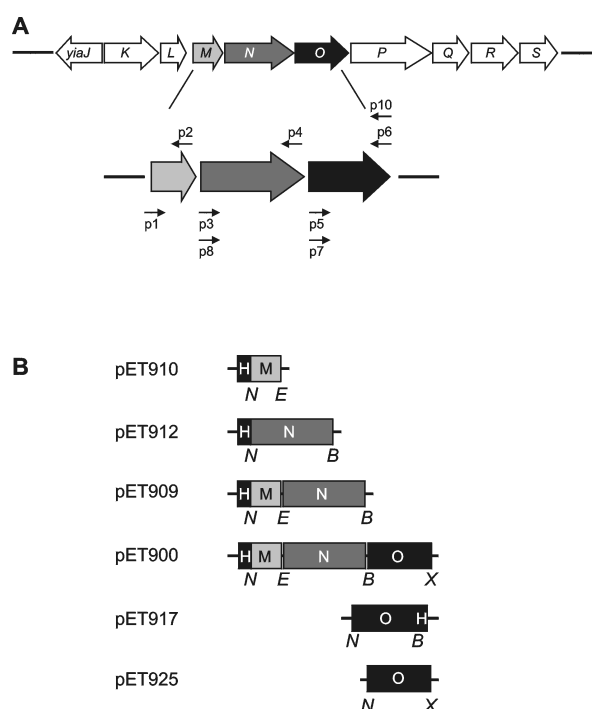 A
yiaJ K L M N O P Q R S
p10
p2 p4 p6
p1 p3 p5
p8 p7
B
pET910 H M
N E
pET912 H N
N B
pET909 H M N
N E B
pET900 H M N O
N E B X
pET917 O H
N B
pET925 O
N X